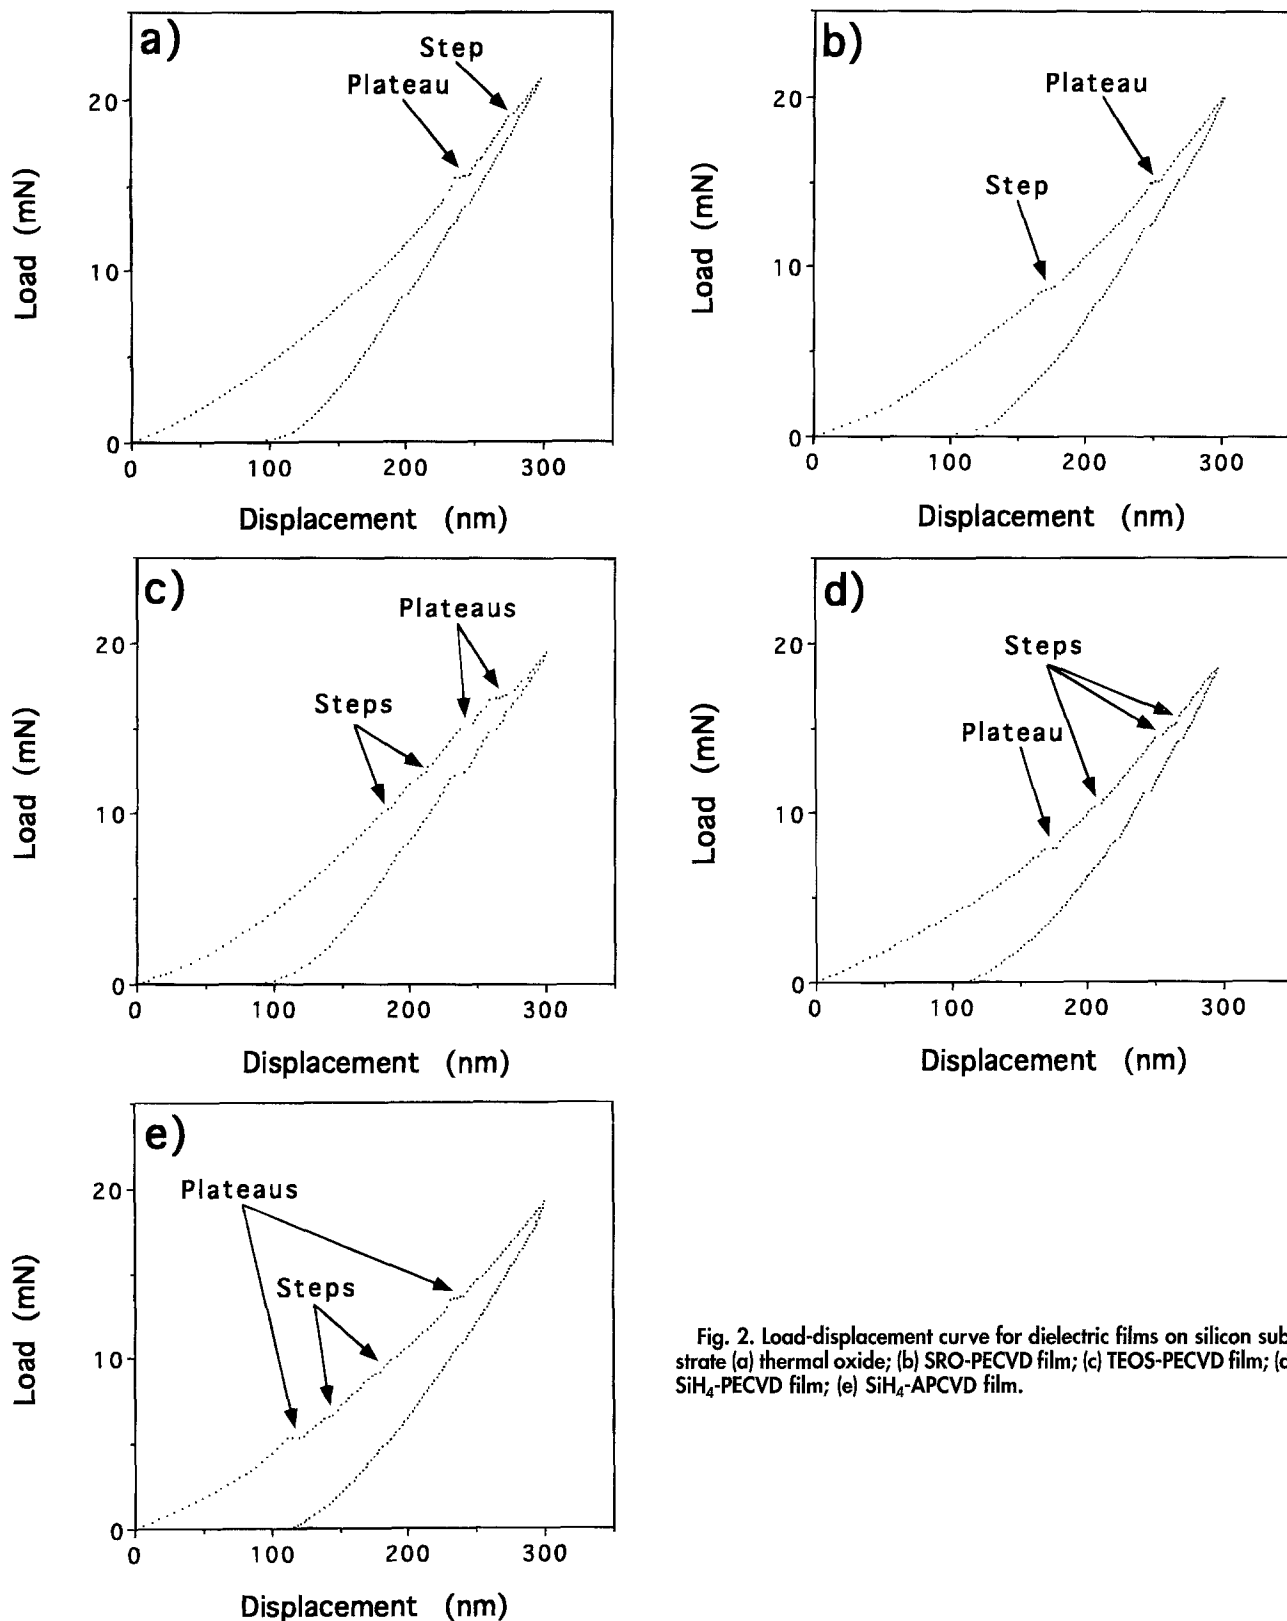 a)
Step
Plateau
20
10
0
Load (mN)
0 100 200 300
Displacement (nm)
b)
Plateau
Step
20
10
0
Load (mN)
0 100 200 300
Displacement (nm)
c)
Plateaus
Steps
20
10
0
Load (mN)
0 100 200 300
Displacement (nm)
d)
Steps
Plateau
20
10
0
Load (mN)
0 100 200 300
Displacement (nm)
e)
Plateaus
Steps
20
10
0
Load (mN)
0 100 200 300
Displacement (nm)
Fig. 2. Load-displacement curve for dielectric films on silicon sub
strate (a) thermal oxide; (b) SRO-PECVD film; (c) TEOS-PECVD film;
SiH₄-PECVD film; (e) SiH₄-APCVD film.